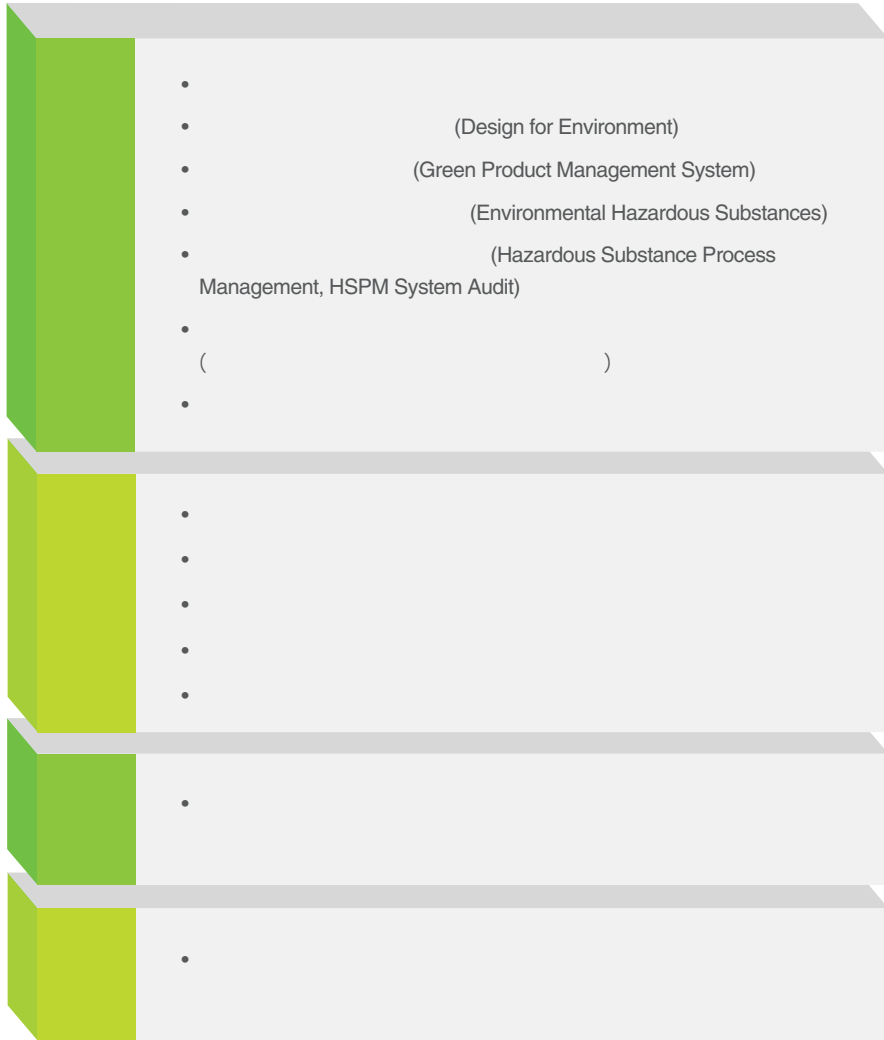 •
• (Design for Environment)
• (Green Product Management System)
• (Environmental Hazardous Substances)
• (Hazardous Substance Process
Management, HSPM System Audit)
•
( )
•
•
•
•
•
•
•
•